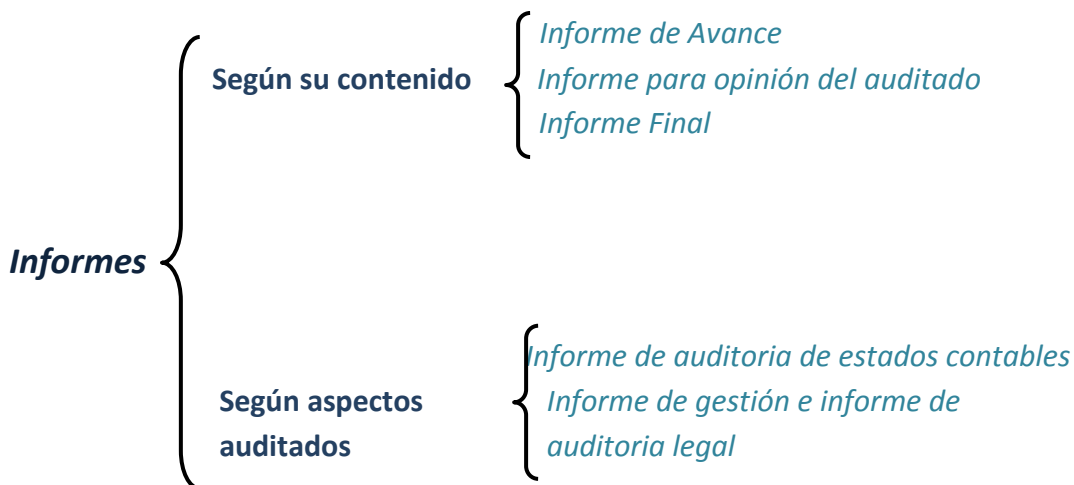 Informe de Avance
Según su contenido
Informe para opinión del auditado
Informe Final
Informes
Informe de auditoria de estados contables
Según aspectos
auditados
Informe de gestión e informe de
auditoria legal